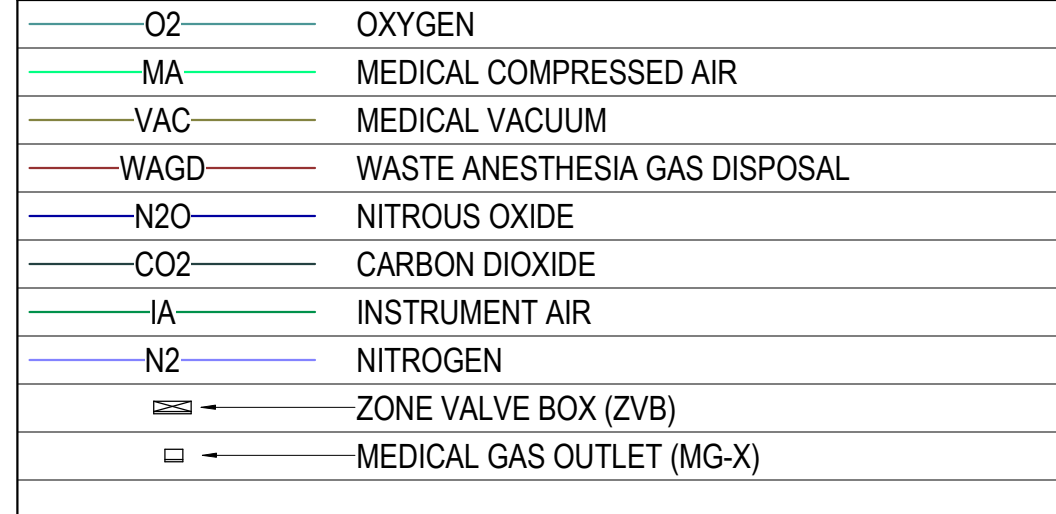 O2 OXYGEN
MA MEDICAL COMPRESSED AIR
VAC MEDICAL VACUUM
WAGD WASTE ANESTHESIA GAS DISPOSAL
N2O NITROUS OXIDE
CO2 CARBON DIOXIDE
IA INSTRUMENT AIR
N2 NITROGEN
ZONE VALVE BOX (ZVB)
MEDICAL GAS OUTLET (MG-X)